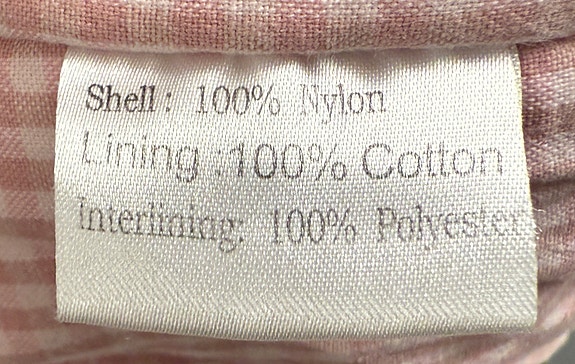 Shell: 100% Nylon
Lining :100% Cotton
interlining: 100% Polyester